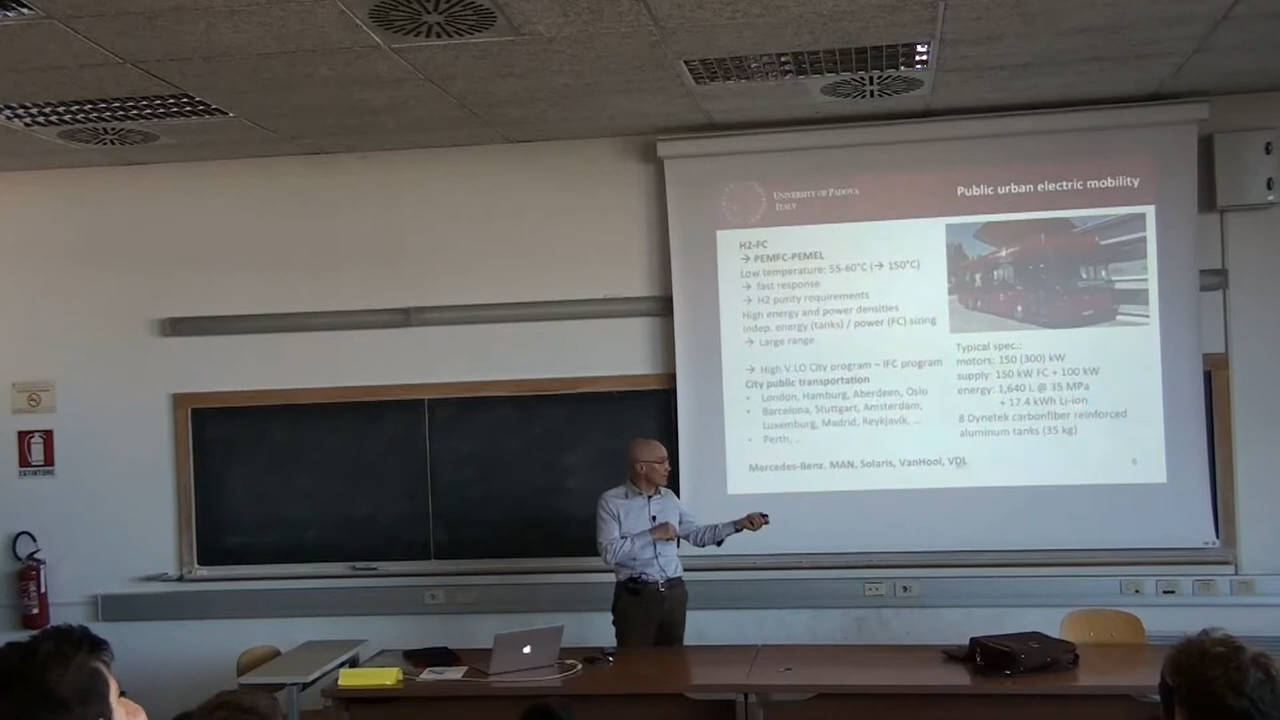 UNIVERSITY OF PADOVA
ITALY
Public urban electric mobility
H2-FC
→ PEMFC-PEMEL
Low temperature: 55-60°C (→ 150°C)
→ fast response
→ H2 purity requirements
High energy and power densities
Indep. energy (tanks) / power (FC) sizing
→ Large range
→ High V.LO City program – IFC program
City public transportation
• London, Hamburg, Aberdeen, Oslo
• Barcelona, Stuttgart, Amsterdam,
Luxemburg, Madrid, Reykjavik, ...
• Perth, ..
Mercedes-Benz, MAN, Solaris, VanHool, VDL
Typical spec.:
motors: 150 (300) kW
supply: 150 kW FC + 100 kW
energy: 1,640 L @ 35 MPa
+ 17.4 kWh Li-ion
8 Dynetek carbonfiber reinforced
aluminum tanks (35 kg)
6
ESTINTORE